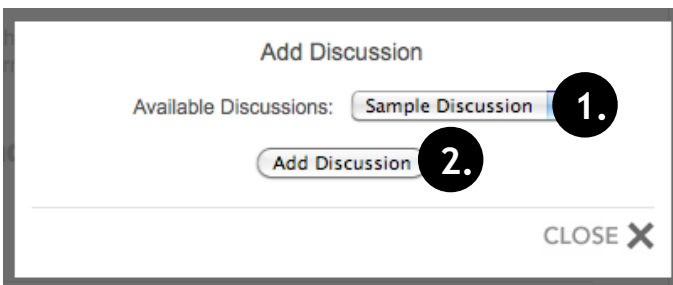 Add Discussion
Available Discussions: Sample Discussion 1.
Add Discussion 2.
CLOSE